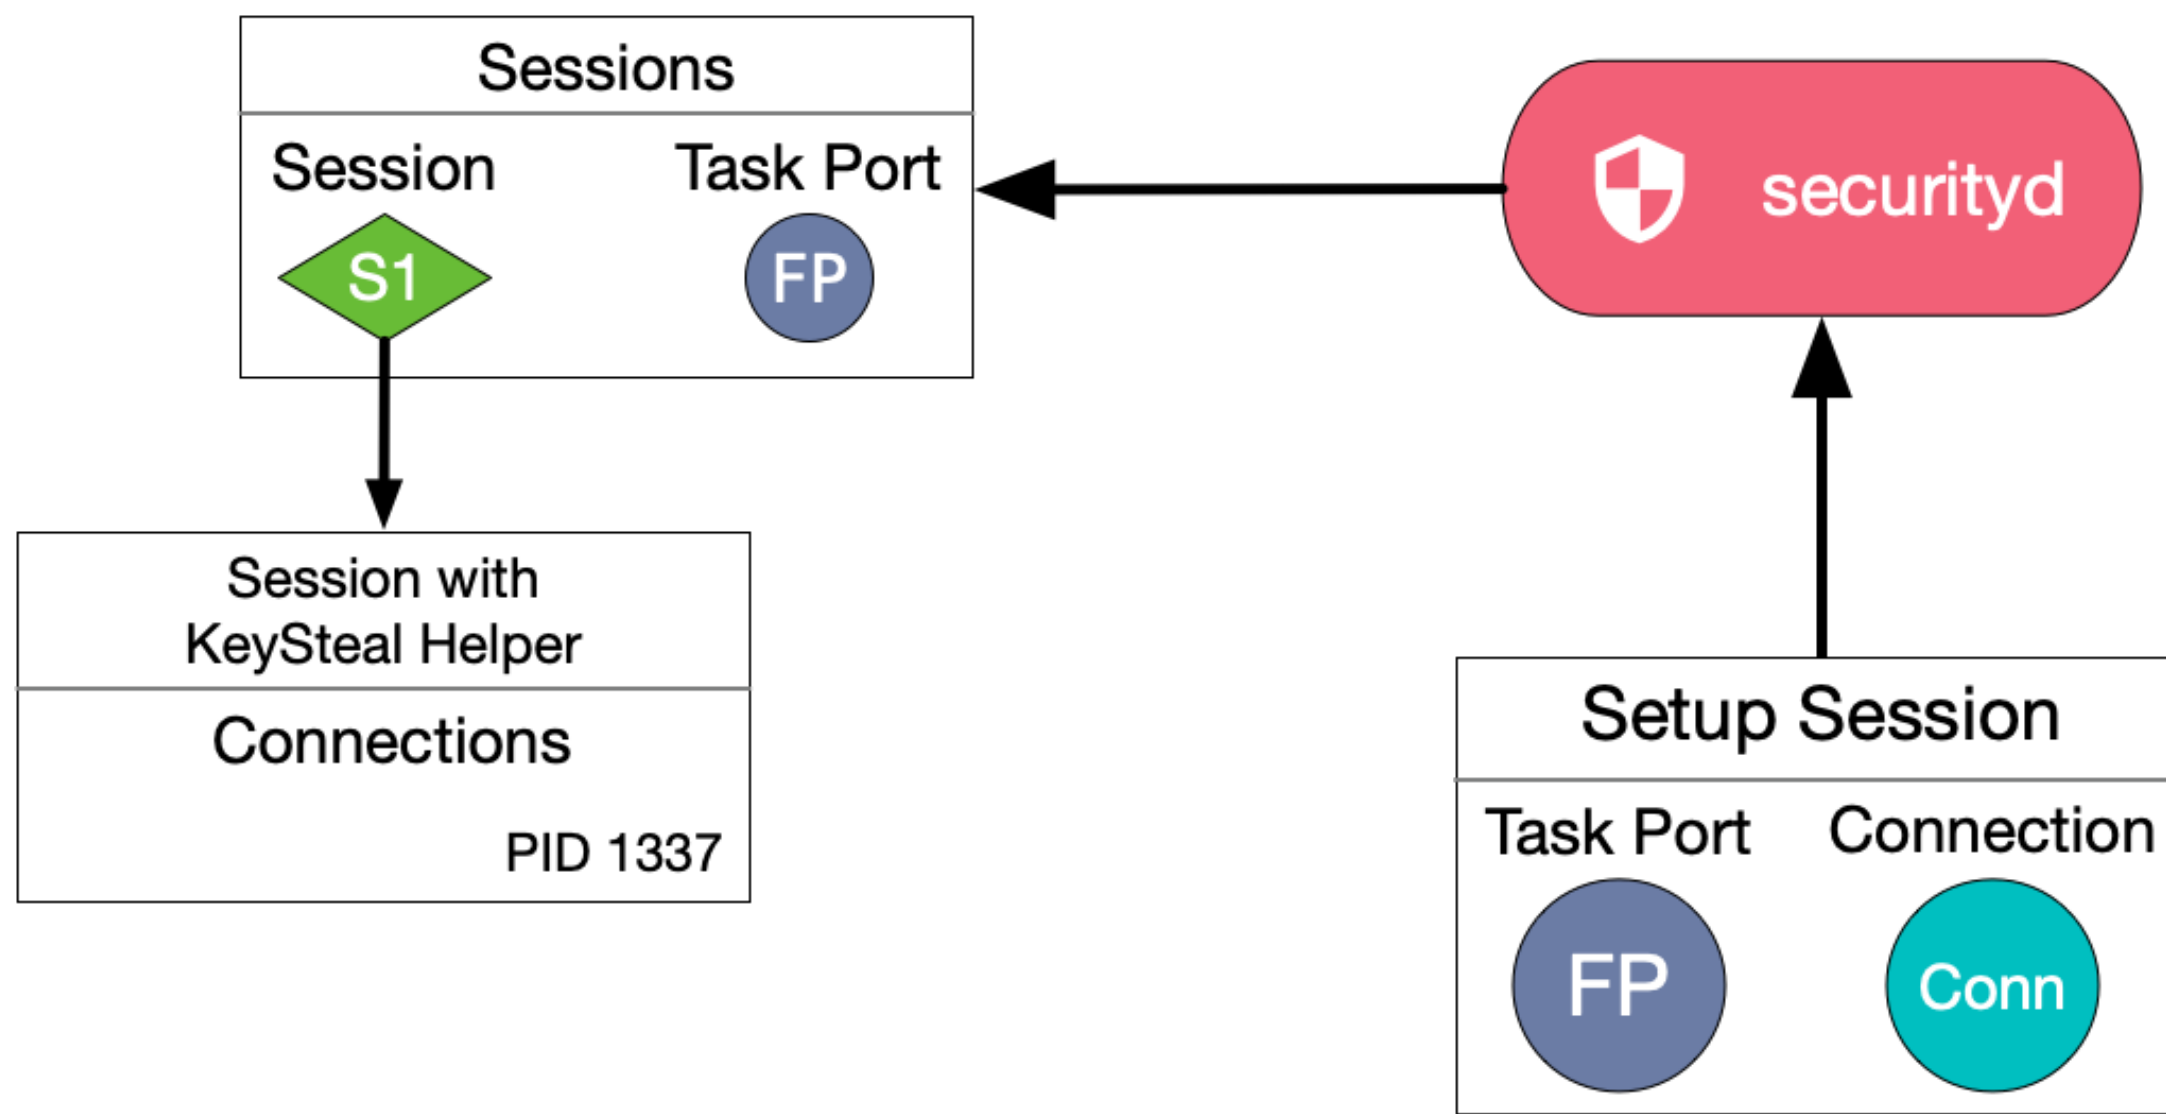 Sessions
Session
Task Port
S1
FP
securityd
Session with
KeySteal Helper
Connections
PID 1337
Setup Session
Task Port
Connection
FP
Conn